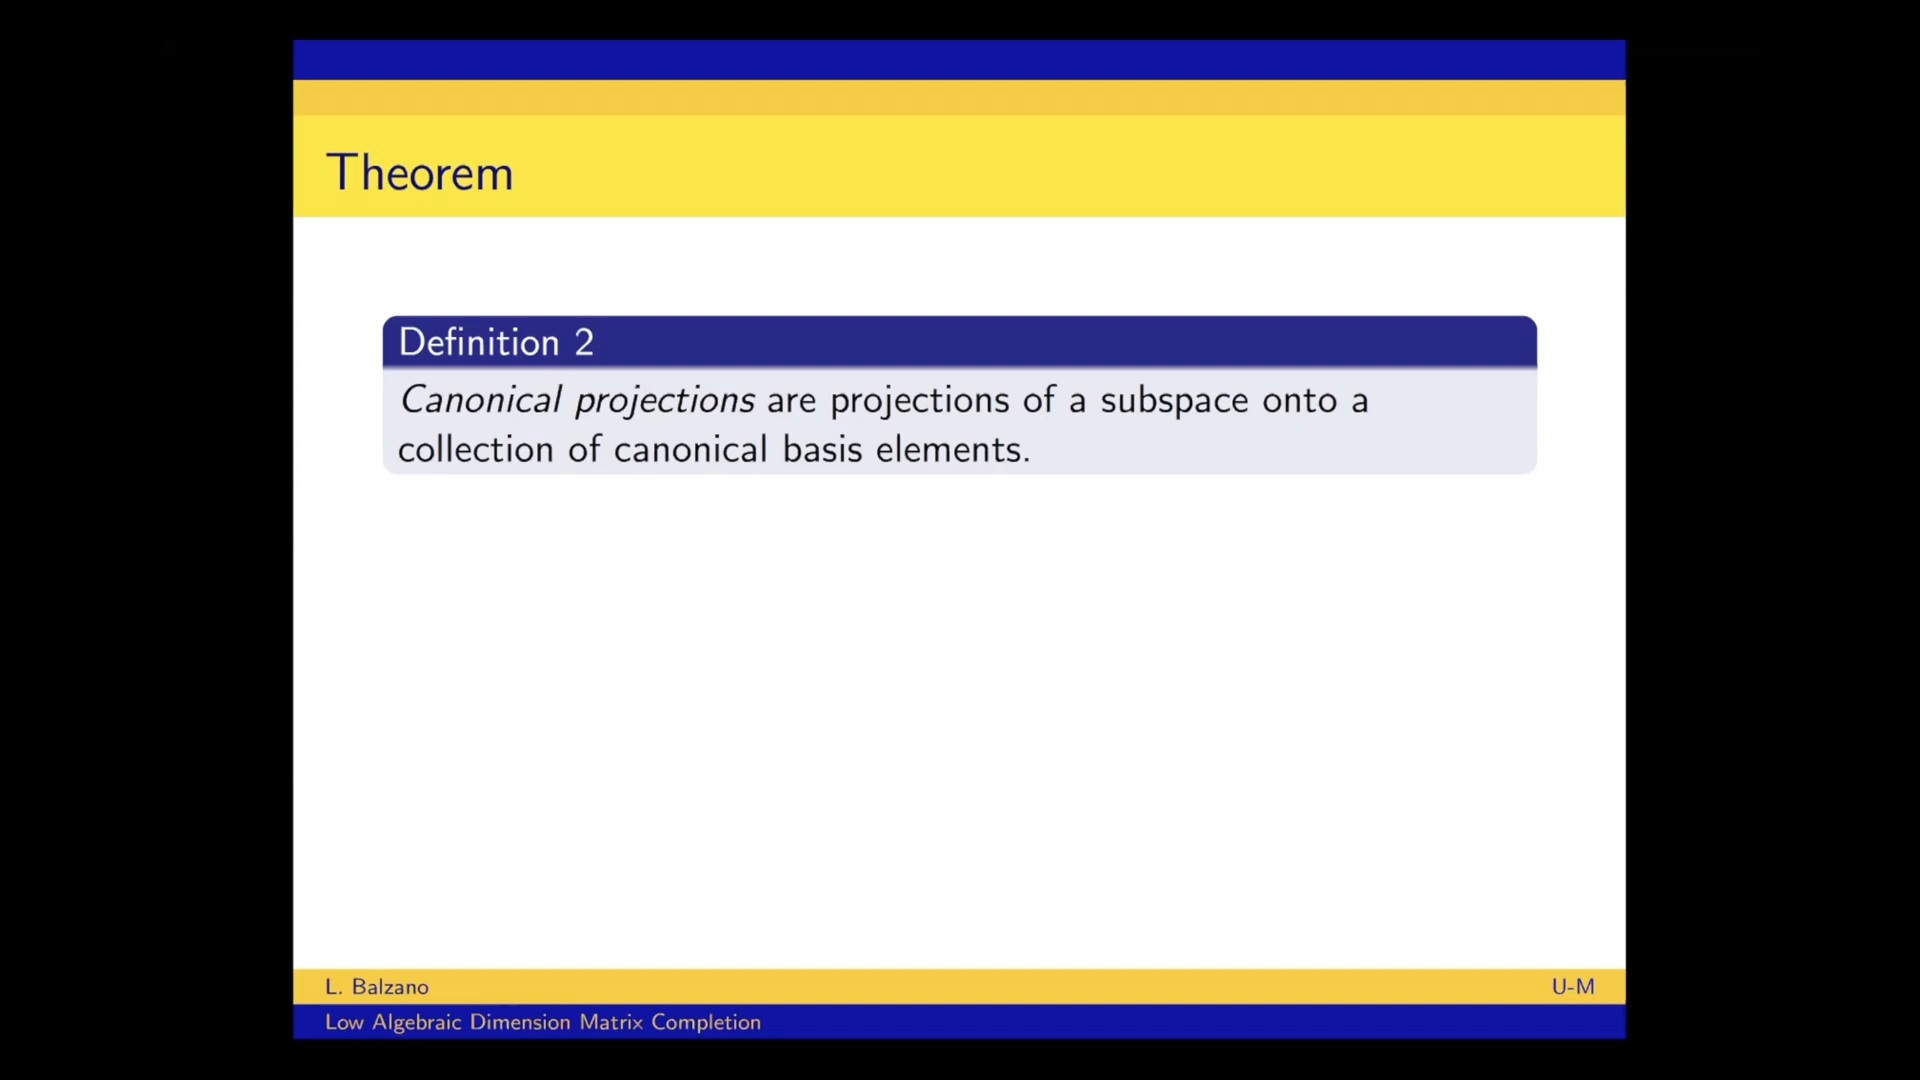 Theorem
Definition 2
Canonical projections are projections of a subspace onto a
collection of canonical basis elements.
L. Balzano
U-M
Low Algebraic Dimension Matrix Completion